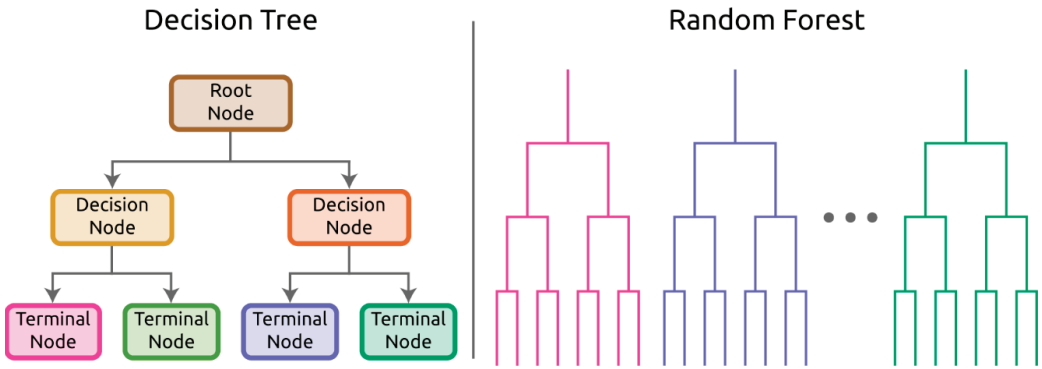 Decision Tree
Random Forest
Root
Node
Decision
Node
Decision
Node
Terminal
Node
Terminal
Node
Terminal
Node
Terminal
Node